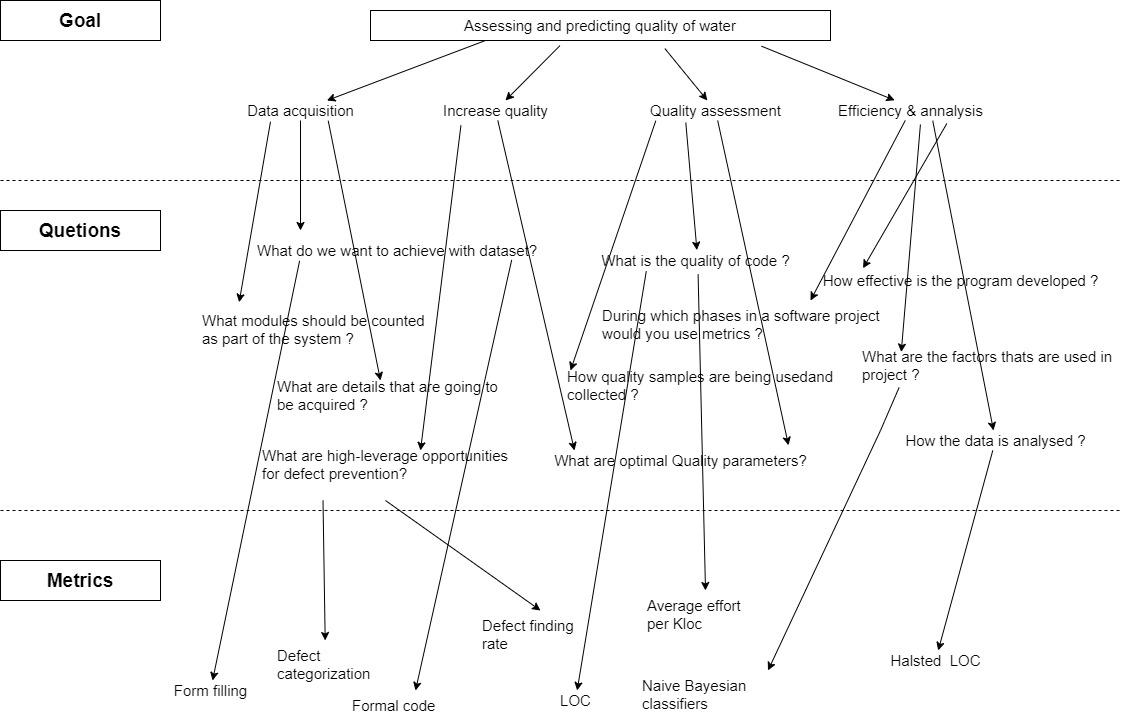 Goal
Assessing and predicting quality of water
Data acquisition
Increase quality
Quality assessment
Efficiency & annalysis
Quetions
What do we want to achieve with dataset?
What is the quality of code ?
How effective is the program developed ?
What modules should be counted
as part of the system ?
During which phases in a software project
would you use metrics ?
What are the factors thats are used in
project ?
What are details that are going to
be acquired ?
How quality samples are being usedand
collected ?
How the data is analysed ?
What are high-leverage opportunities
for defect prevention?
What are optimal Quality parameters?
Metrics
Average effort
per Kloc
Defect finding
rate
Defect
categorization
Halsted  LOC
Form filling
Formal code
LOC
Naive Bayesian
classifiers